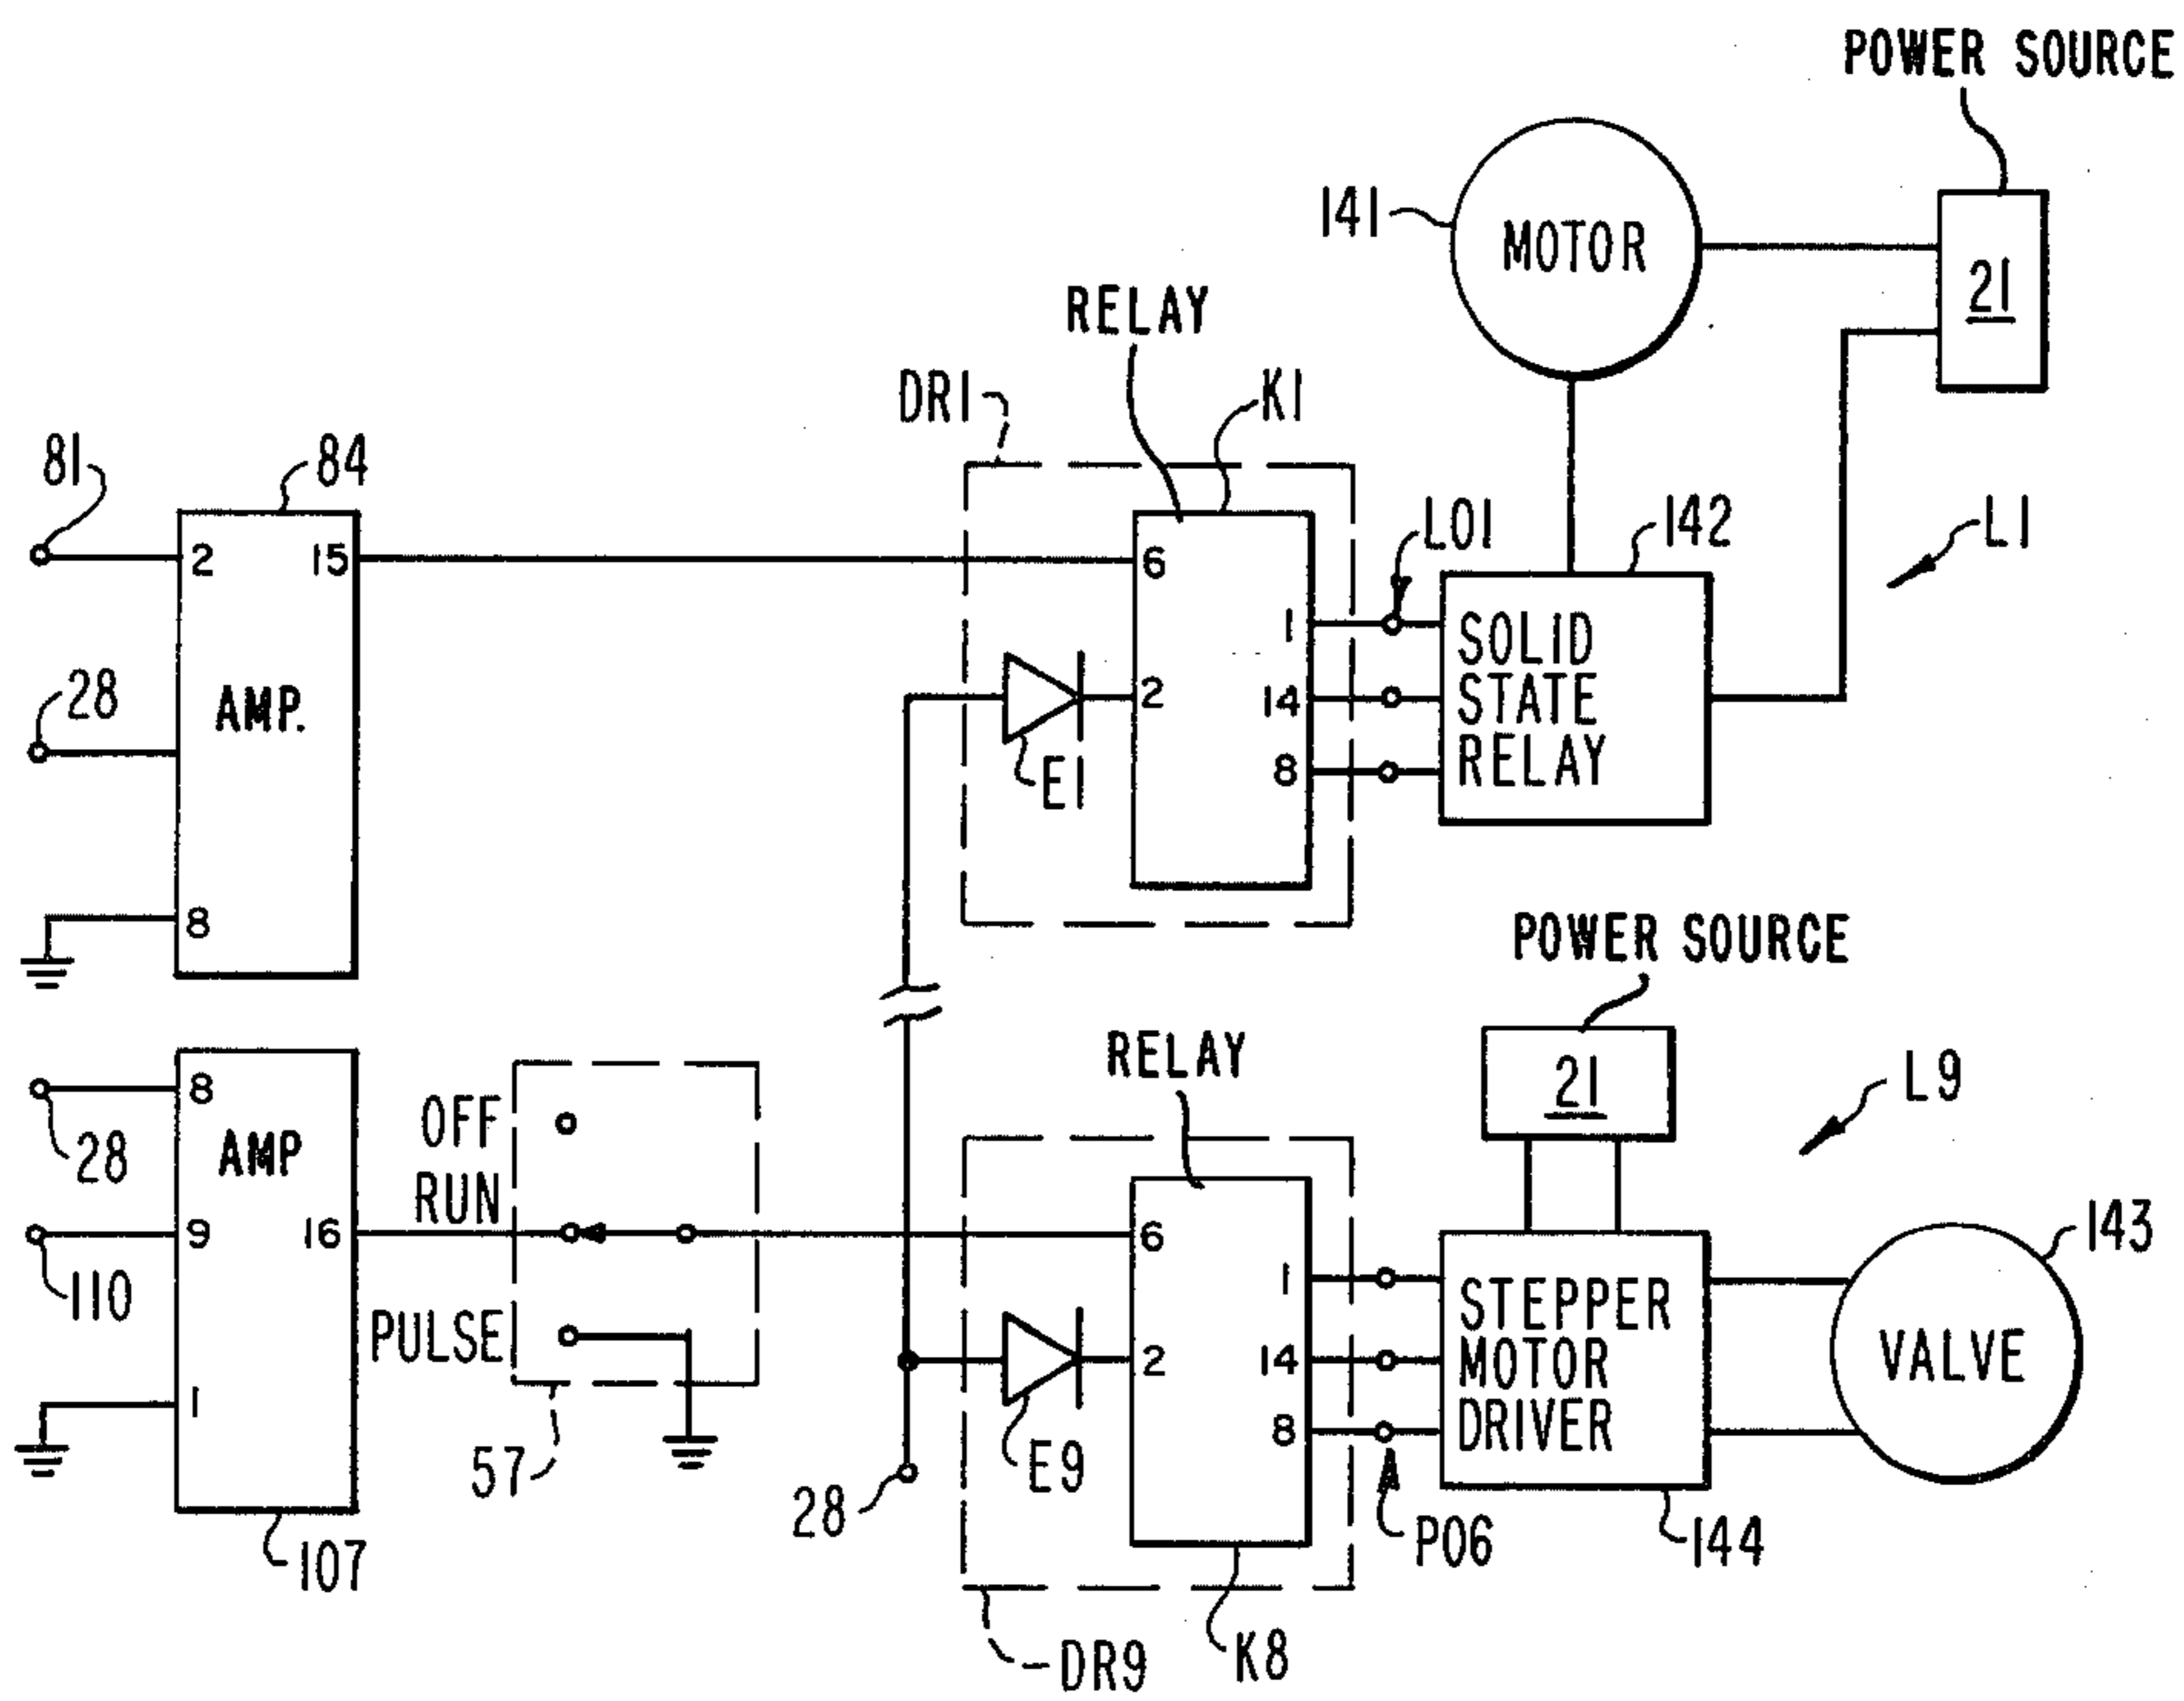 POWER SOURCE
141
MOTOR
21
RELAY
DR1
K1
81
84
L01
142
L1
2
15
6
1
SOLID
28
AMP.
2
14
STATE
8
RELAY
E1
8
POWER SOURCE
RELAY
21
L9
8
OFF
28
AMP
RUN
143
9
16
6
110
1
STEPPER
PULSE
2
14
MOTOR
VALVE
1
8
DRIVER
57
E9
28
P06
107
144
DR9
K8